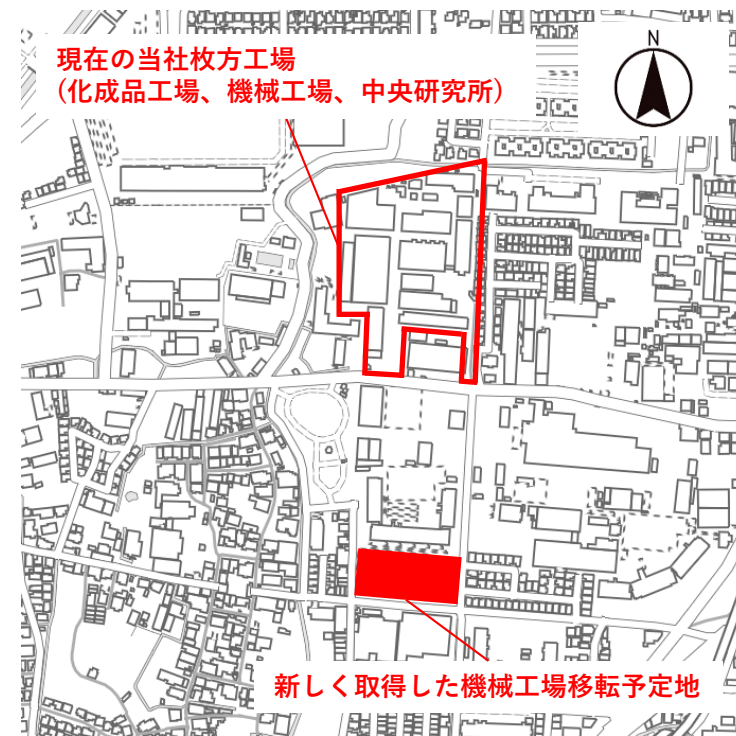 現在の当社枚方工場
(化成品工場、機械工場、中央研究所)
N
新しく取得した機械工場移転予定地